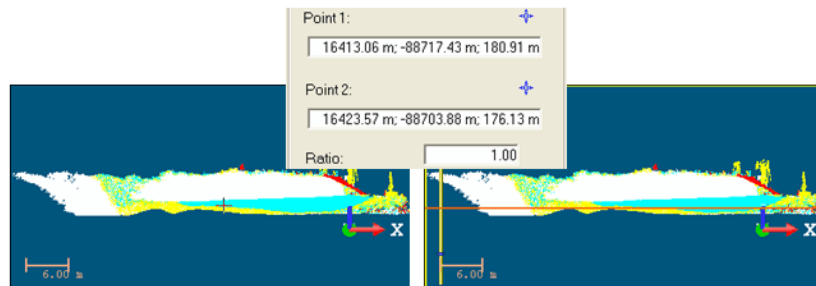 Point 1:
16413.06 m; -88717.43 m; 180.91 m
Point 2:
16423.57 m; -88703.88 m; 176.13 m
Ratio:
1.00
X
X
6.00 m
6.00 m